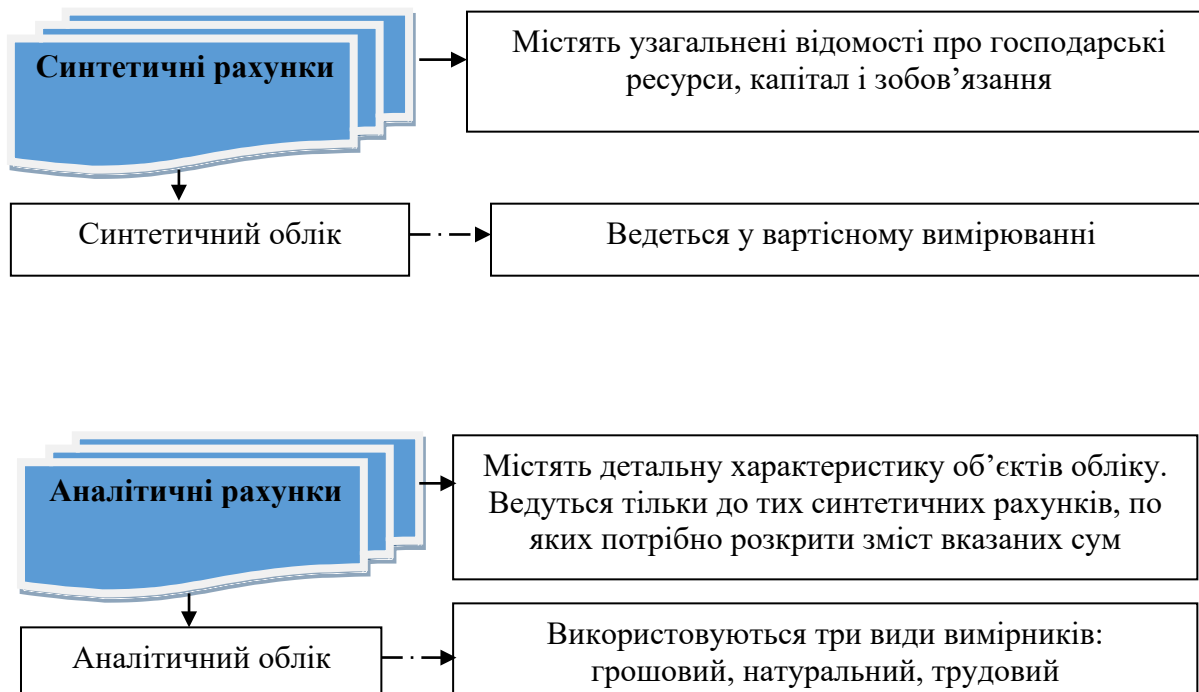 Синтетичні рахунки
Містять узагальнені відомості про господарські
ресурси, капітал і зобов’язання
Синтетичний облік
Ведеться у вартісному вимірюванні
Аналітичні рахунки
Містять детальну характеристику об’єктів обліку.
Ведуться тільки до тих синтетичних рахунків, по
яких потрібно розкрити зміст вказаних сум
Аналітичний облік
Використовуються три види вимірників:
грошовий, натуральний, трудовий